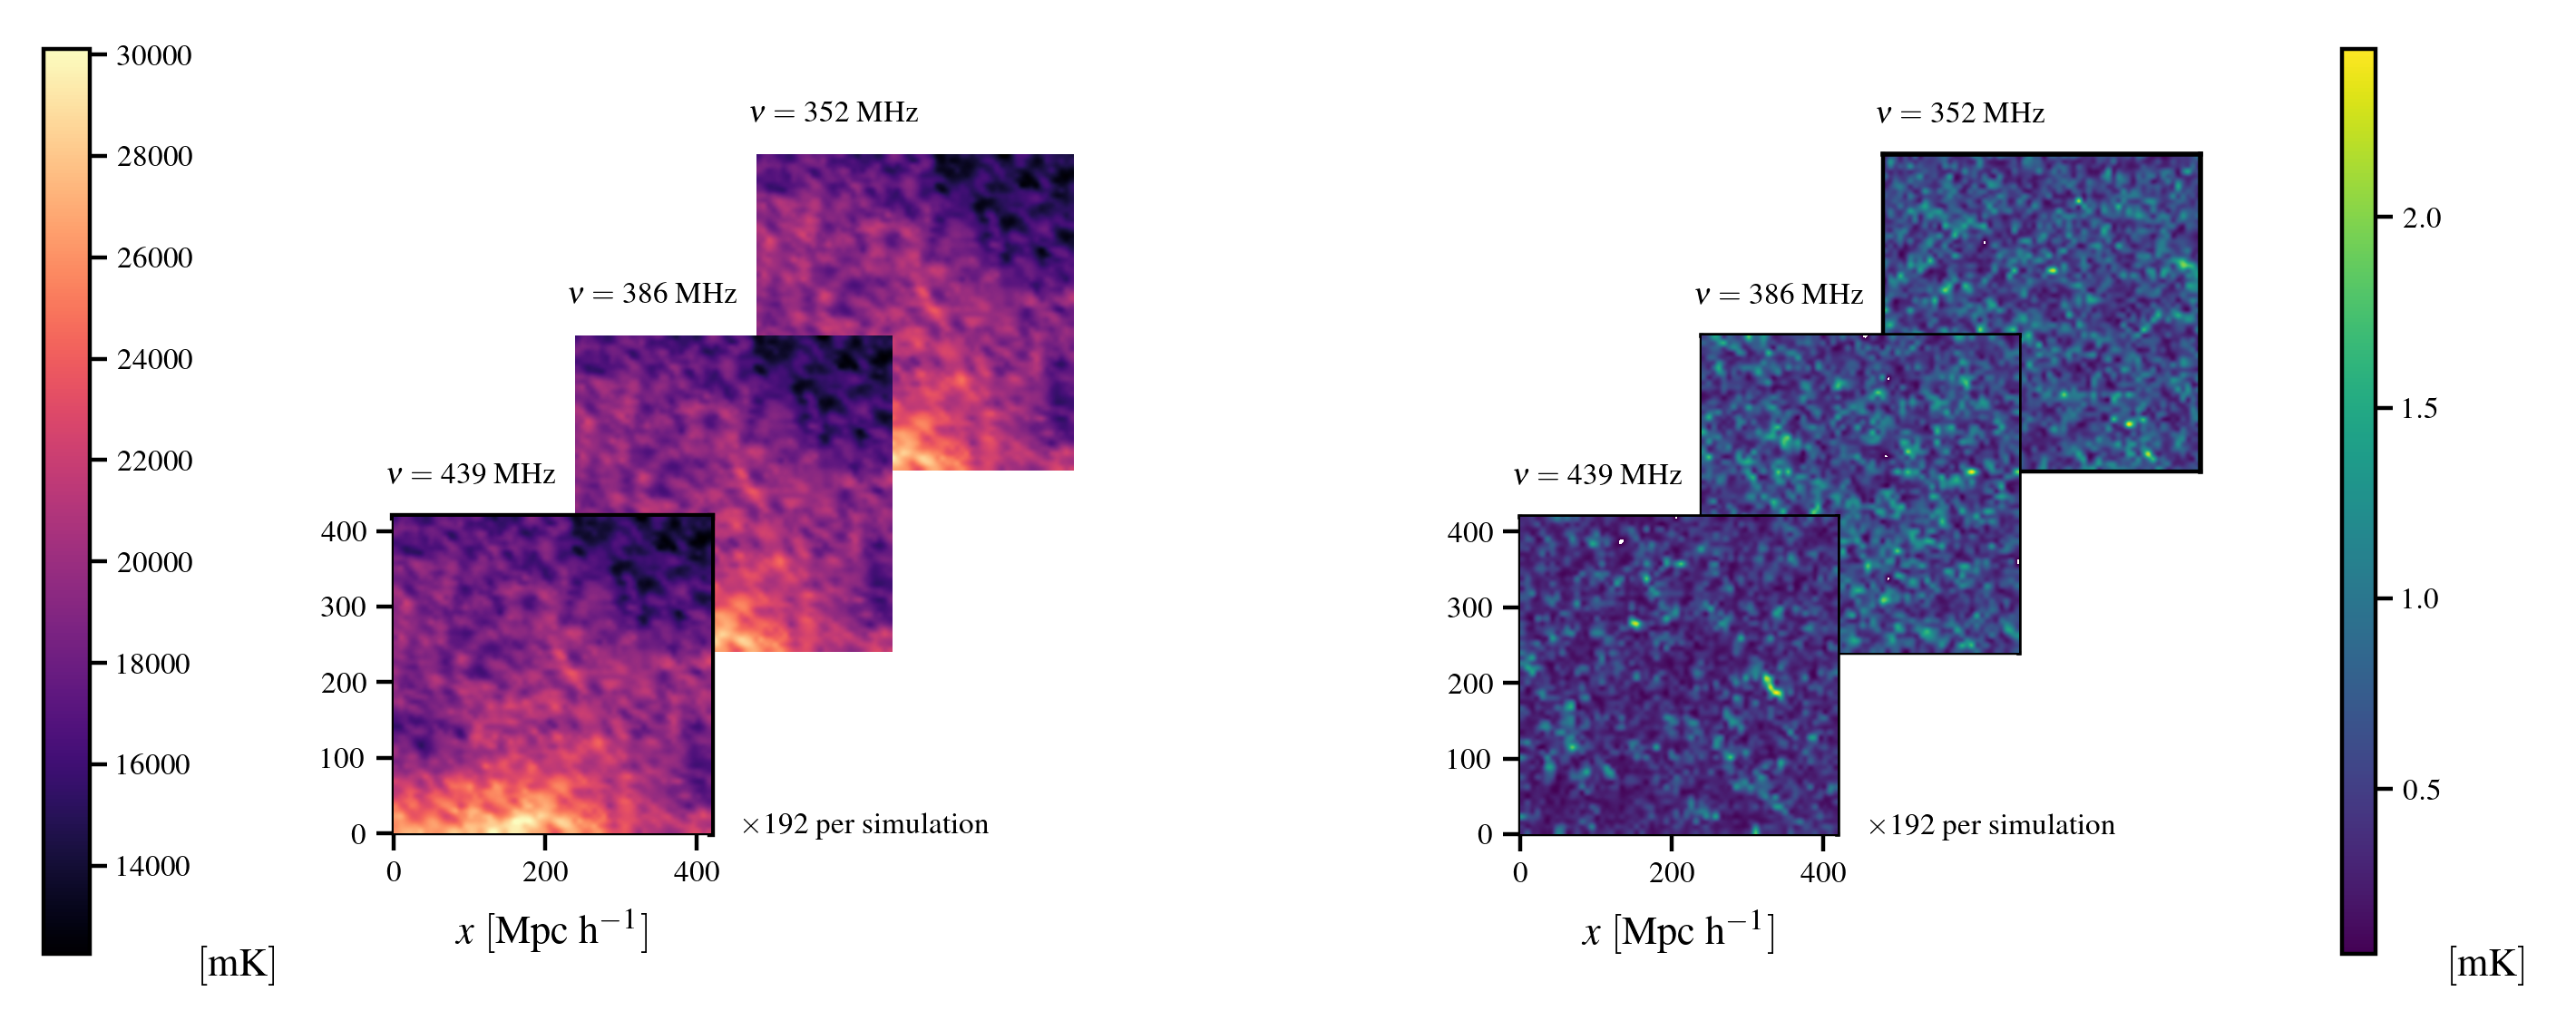 30000
28000
26000
24000
22000
20000
18000
16000
14000
[mK]
ν = 352 MHz
ν = 386 MHz
ν = 439 MHz
400
300
200
100
0
0 200 400
x [Mpc h⁻¹]
×192 per simulation
ν = 352 MHz
ν = 386 MHz
ν = 439 MHz
400
300
200
100
0
0 200 400
x [Mpc h⁻¹]
×192 per simulation
2.0
1.5
1.0
0.5
[mK]